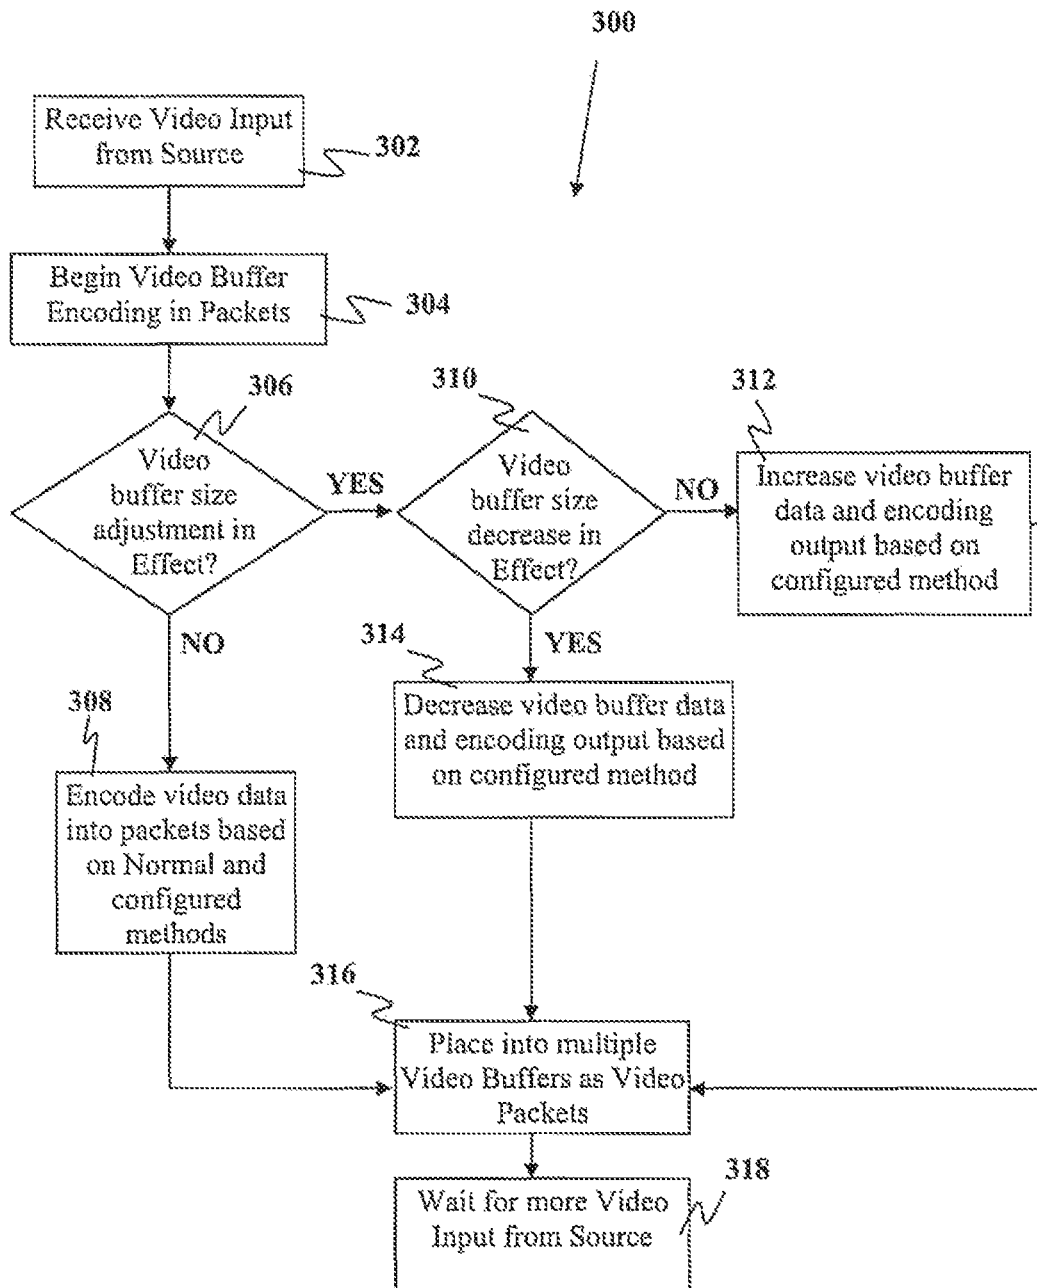 300
Receive Video Input
from Source
302
Begin Video Buffer
Encoding in Packets
304
306
Video
buffer size
adjustment in
Effect?
YES
NO
310
Video
buffer size
decrease in
Effect?
NO
YES
312
Increase video buffer
data and encoding
output based on
configured method
314
Decrease video buffer data
and encoding output based
on configured method
308
Encode video data
into packets based
on Normal and
configured
methods
316
Place into multiple
Video Buffers as Video
Packets
318
Wait for more Video
Input from Source